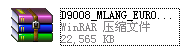 D9008_MLANG_EURO...
WinRAR 压缩文件
22,565 KB